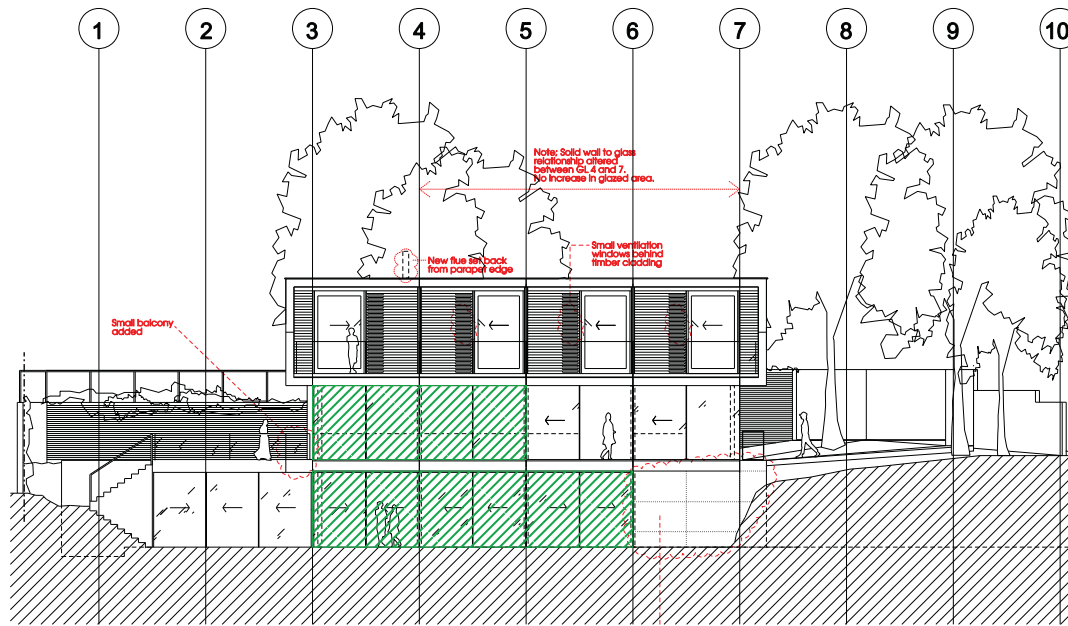 1 2 3 4 5 6 7 8 9 10
Note: Solid wall to glass
relationship altered
between GL 4 and 7.
No increase in glazed area.
Small ventilation
windows behind
timber cladding
New flue set back
from parapet edge
Small balcony
added